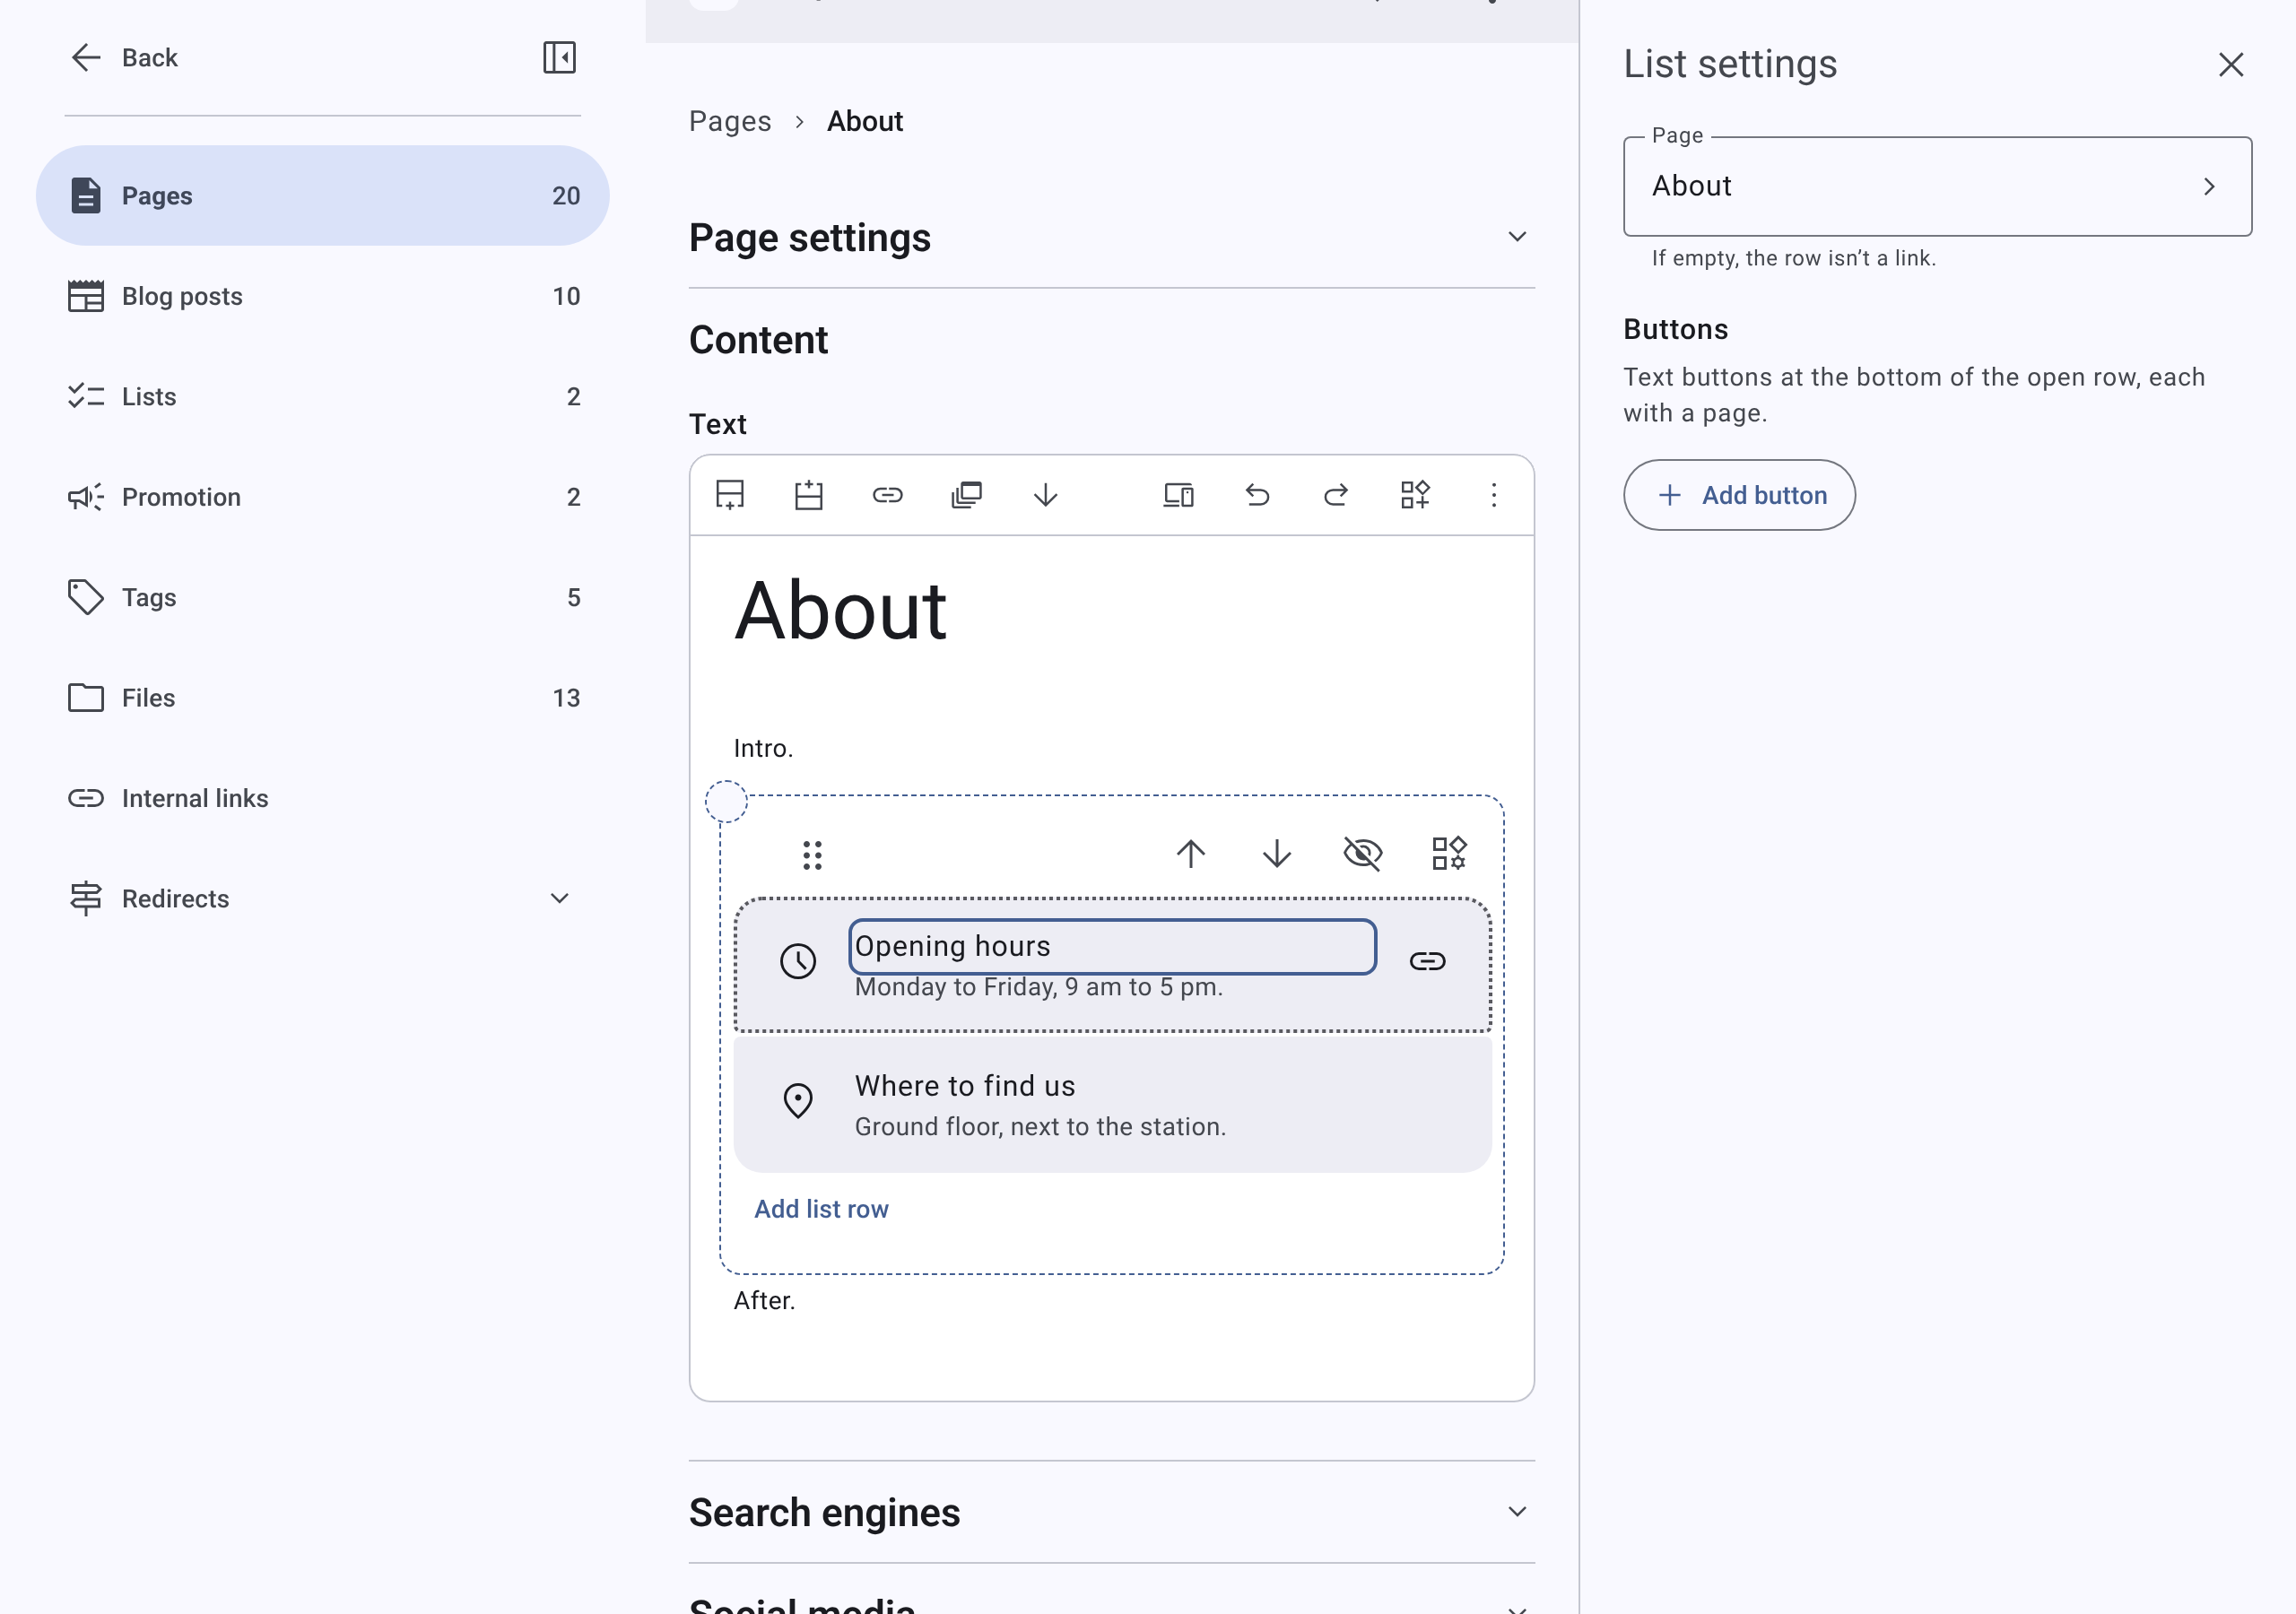 Back
Pages 20
Blog posts 10
Lists 2
Promotion 2
Tags 5
Files 13
Internal links
Redirects
Pages > About
Page settings
Content
Text
About
Intro.
Opening hours
Monday to Friday, 9 am to 5 pm.
Where to find us
Ground floor, next to the station.
Add list row
After.
Search engines
Social media
List settings
Page
About
If empty, the row isn’t a link.
Buttons
Text buttons at the bottom of the open row, each
with a page.
Add button